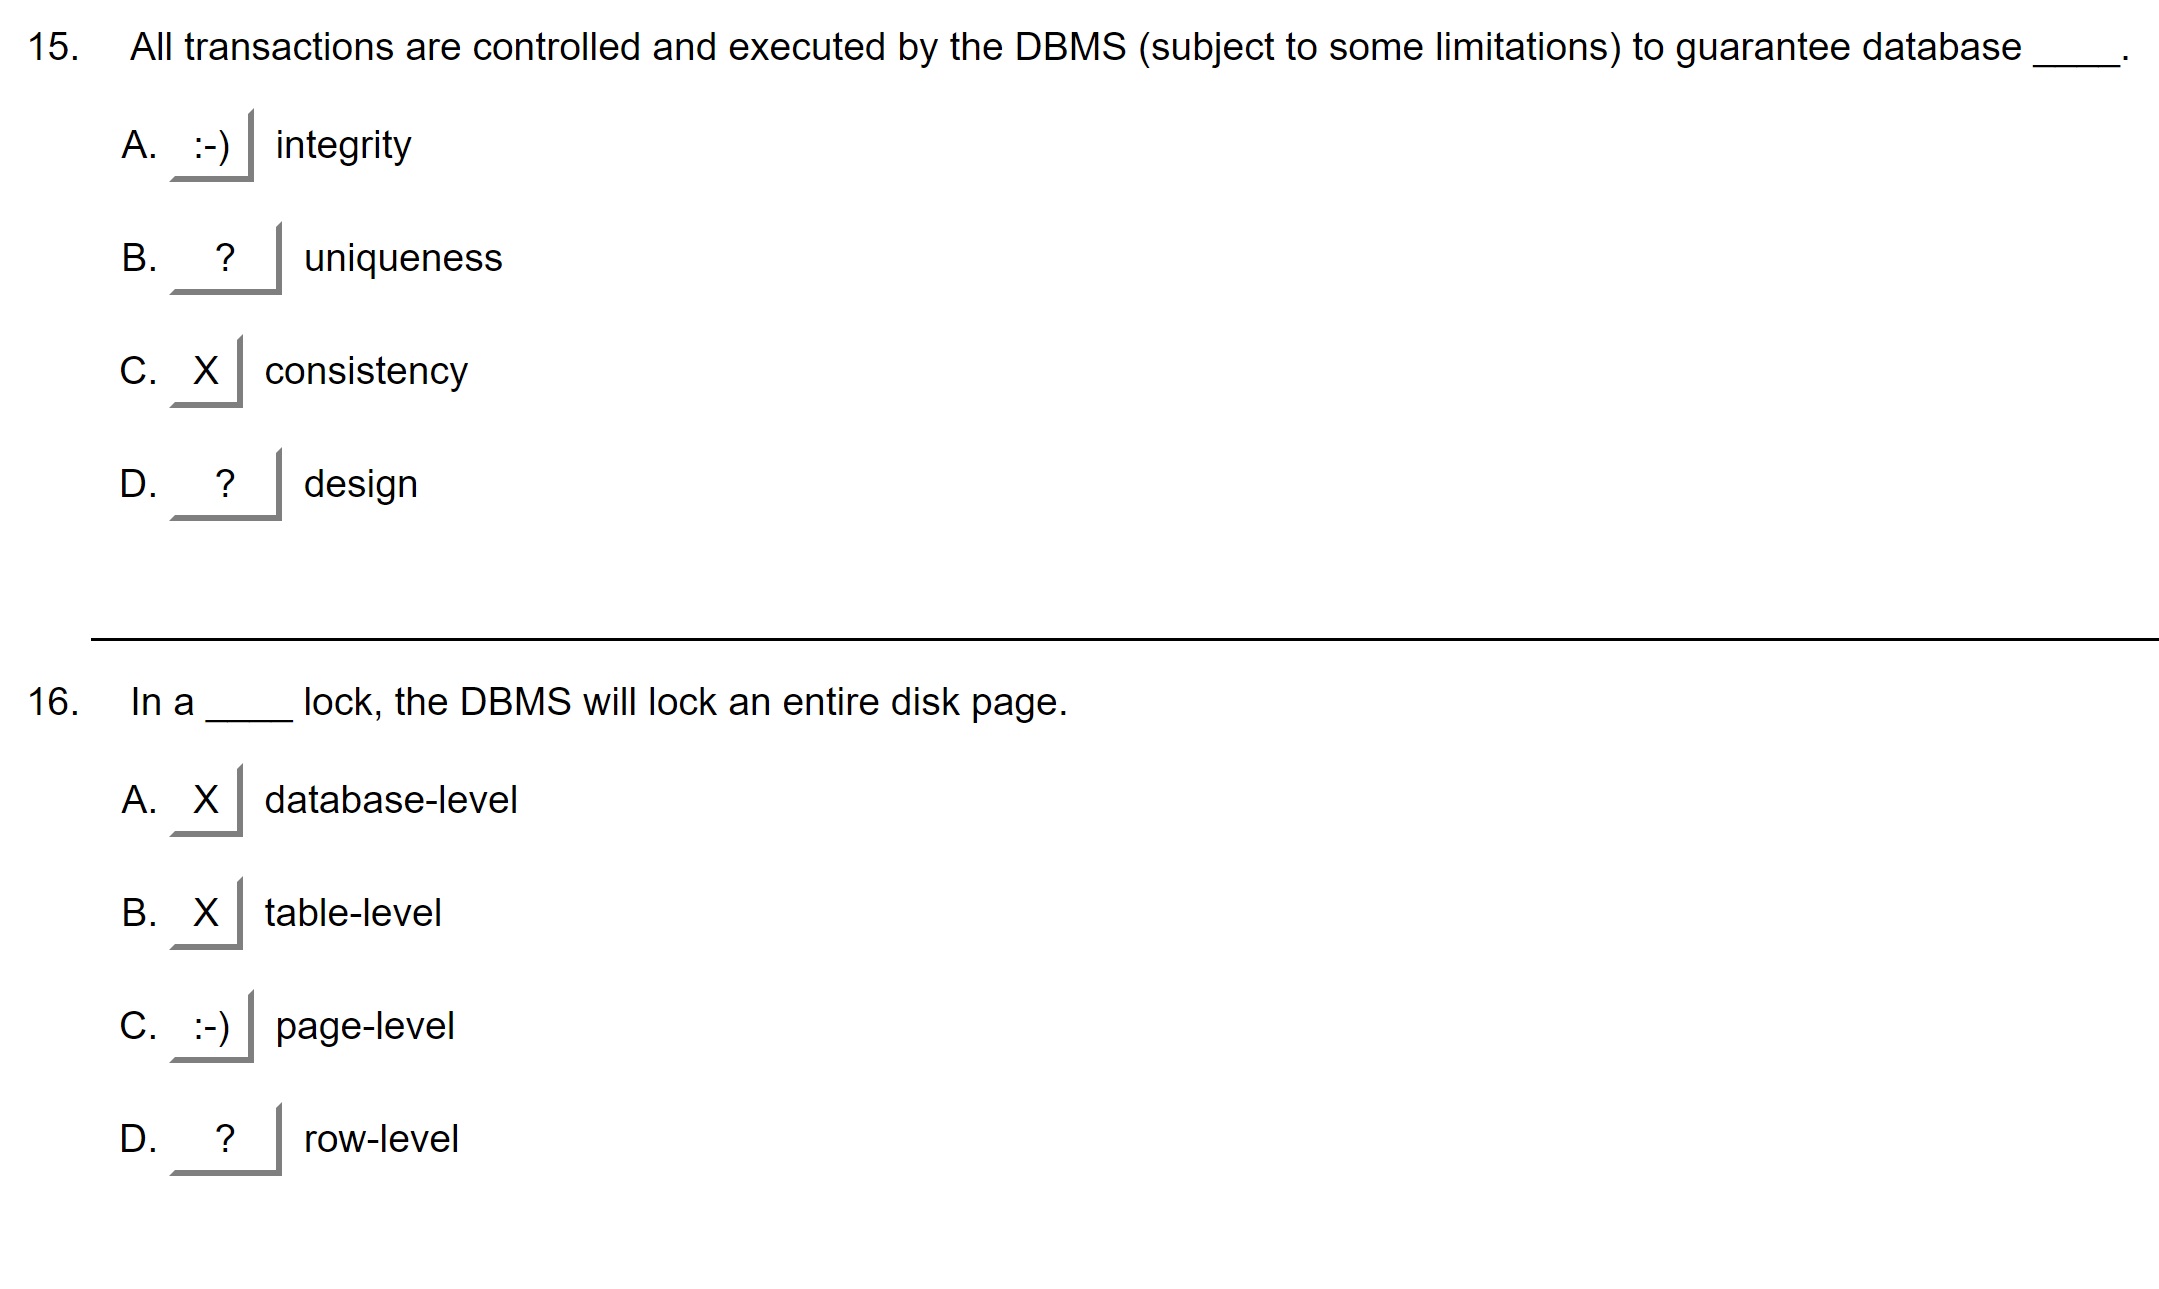 15. All transactions are controlled and executed by the DBMS (subject to some limitations) to guarantee database ____.
A. :-) integrity
B. ? uniqueness
C. X consistency
D. ? design
16. In a ____ lock, the DBMS will lock an entire disk page.
A. X database-level
B. X table-level
C. :-) page-level
D. ? row-level